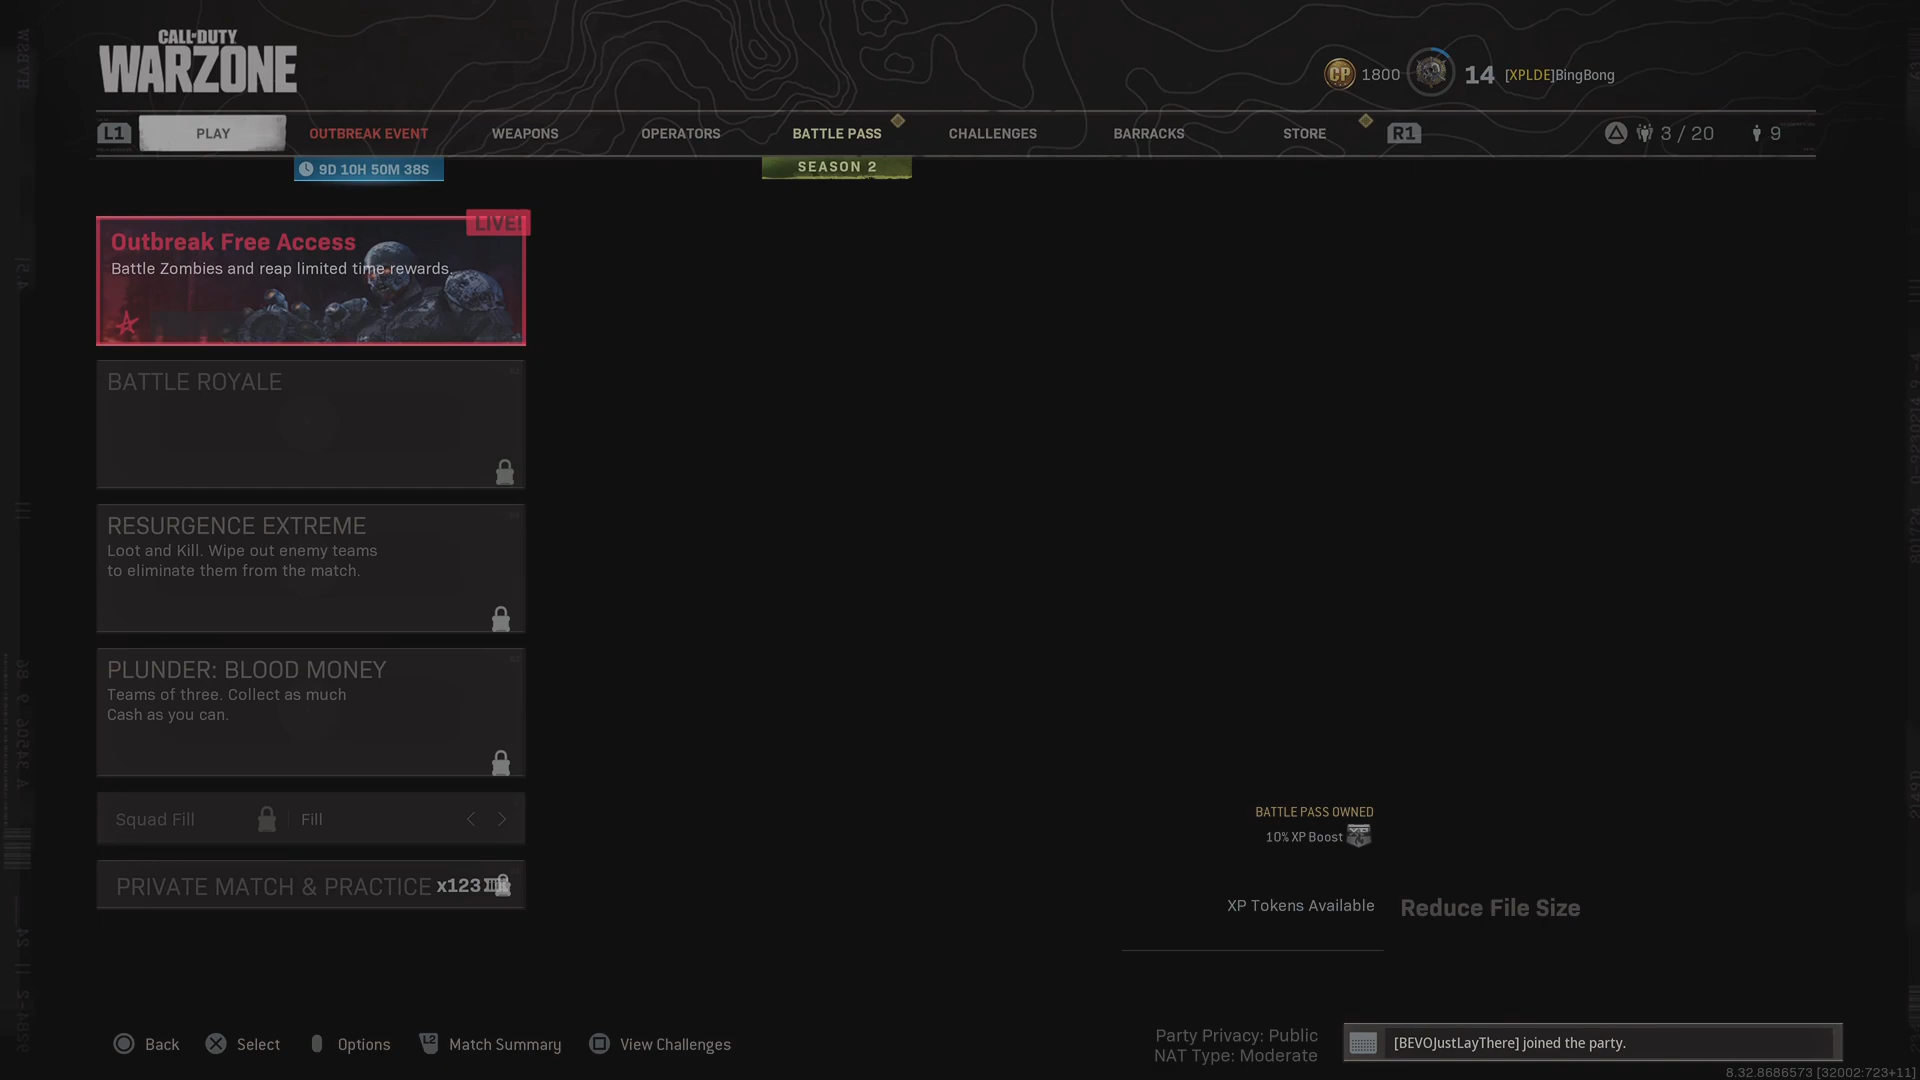 CALL OF DUTY
WARZONE
CP 1800
14 [XPLDE]BingBong
L1 PLAY OUTBREAK EVENT WEAPONS OPERATORS BATTLE PASS CHALLENGES BARRACKS STORE R1 3 / 20 9
9D 10H 50M 38S
SEASON 2
LIVE!
Outbreak Free Access
Battle Zombies and reap limited time rewards.
BATTLE ROYALE
RESURGENCE EXTREME
Loot and Kill. Wipe out enemy teams
to eliminate them from the match.
PLUNDER: BLOOD MONEY
Teams of three. Collect as much
Cash as you can.
Squad Fill Fill
PRIVATE MATCH & PRACTICE x123
BATTLE PASS OWNED
10% XP Boost
XP Tokens Available
Reduce File Size
Back Select Options L2 Match Summary View Challenges
Party Privacy: Public
NAT Type: Moderate
[BEVOJustLayThere] joined the party.
8.32.8686573 [32002:723+11]